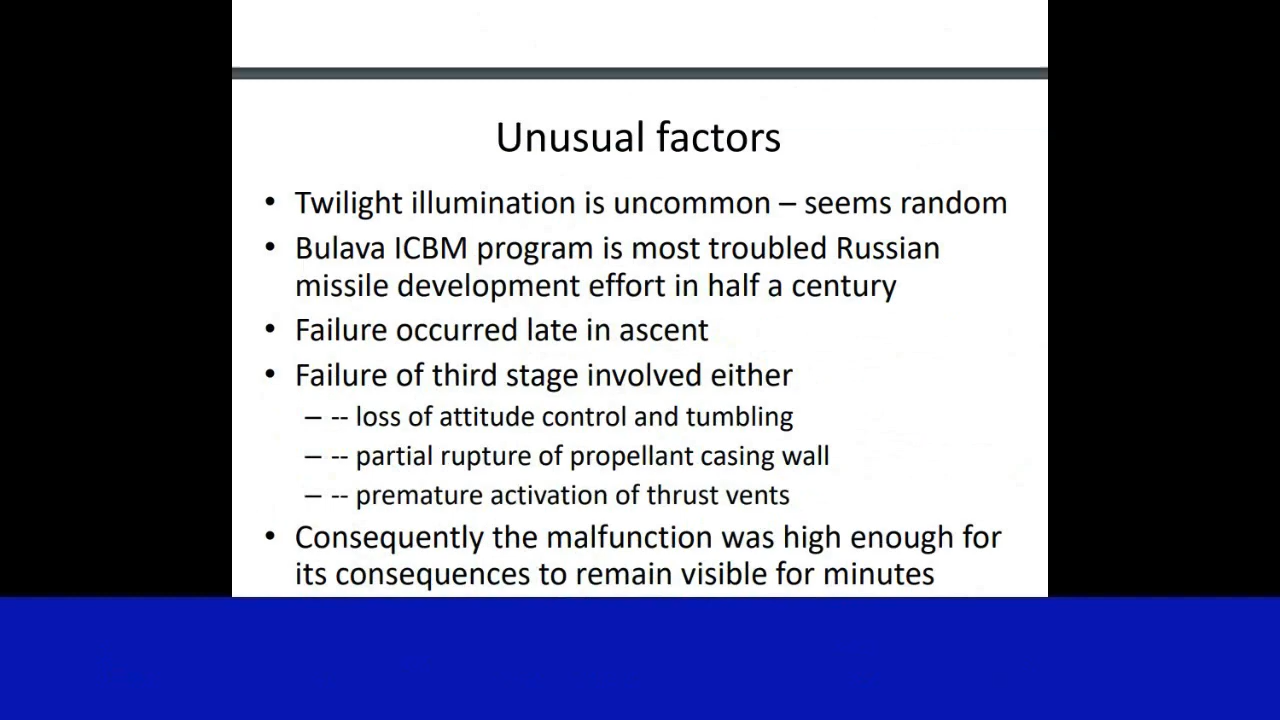 Unusual factors
• Twilight illumination is uncommon – seems random
• Bulava ICBM program is most troubled Russian
missile development effort in half a century
• Failure occurred late in ascent
• Failure of third stage involved either
– -- loss of attitude control and tumbling
– -- partial rupture of propellant casing wall
– -- premature activation of thrust vents
• Consequently the malfunction was high enough for
its consequences to remain visible for minutes